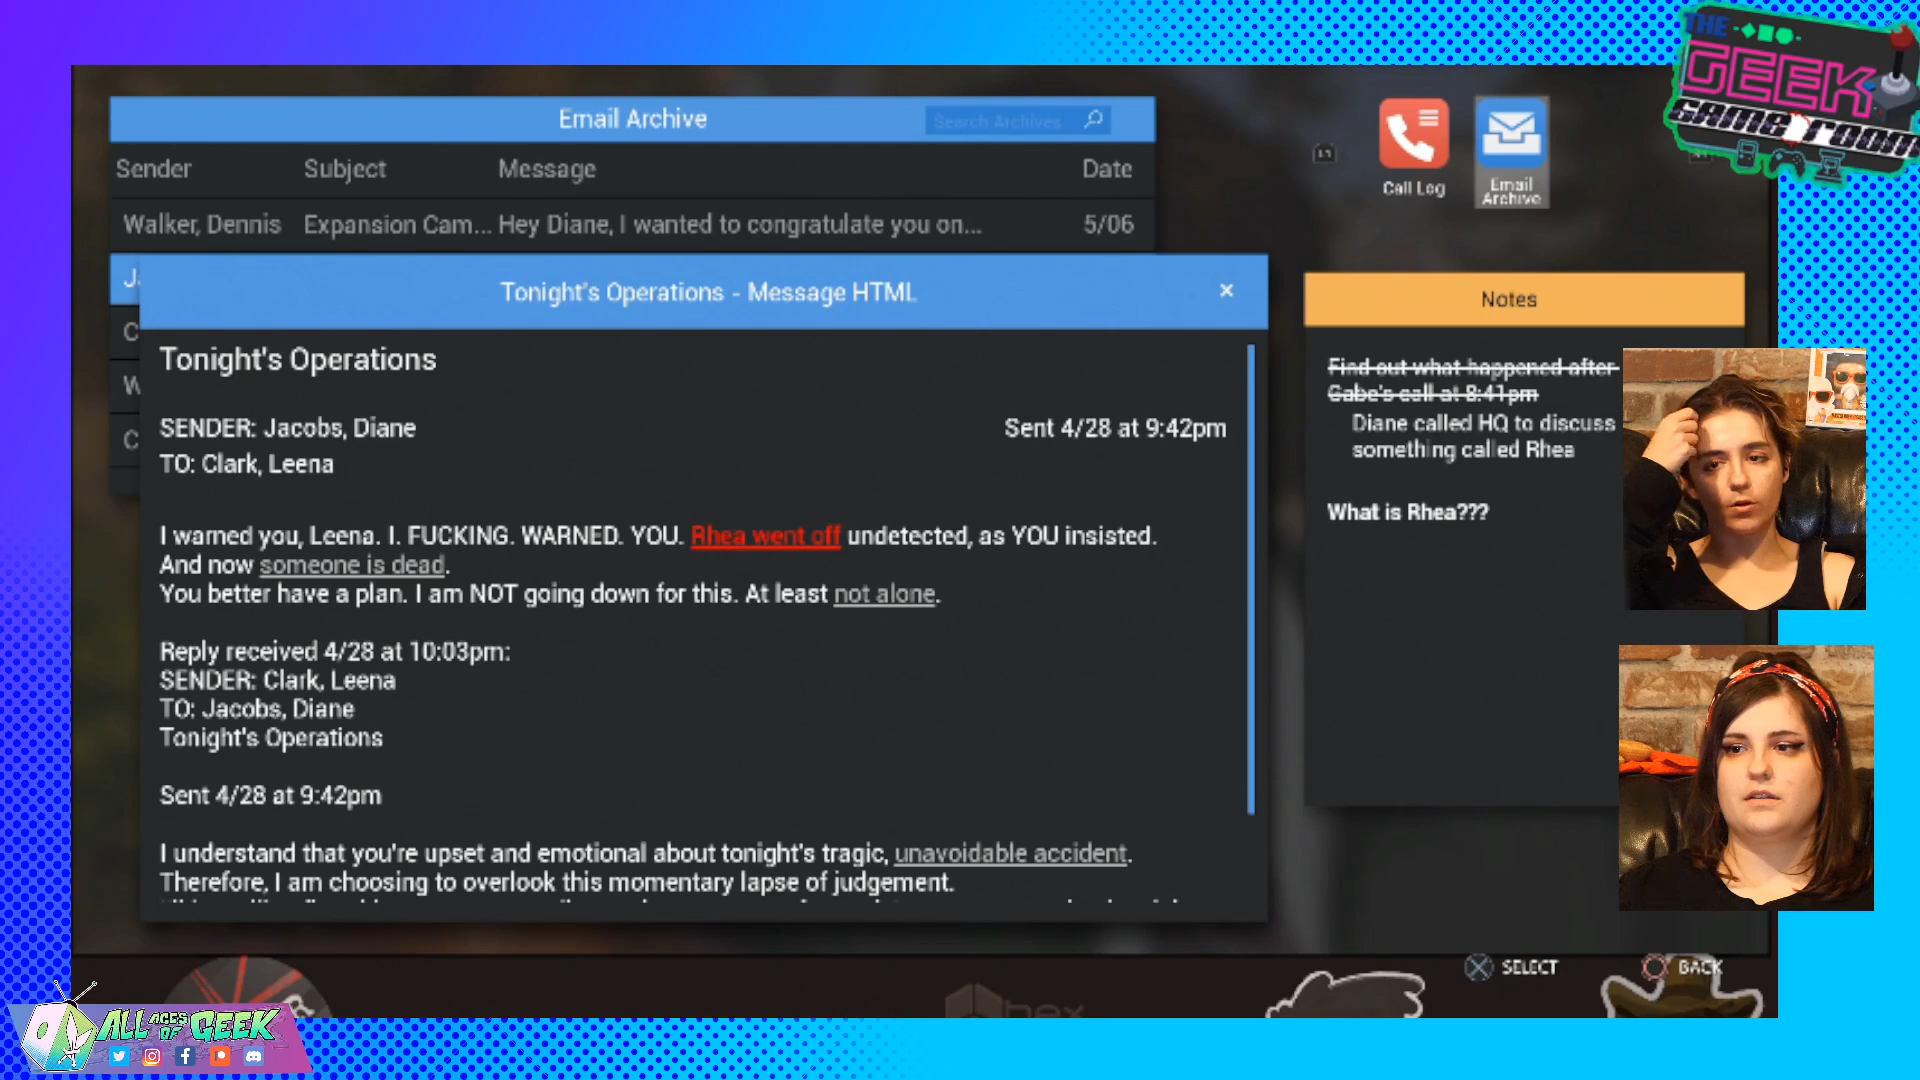 THE
GEEK
GAME ROOM
Email Archive
Search Archives
Sender Subject Message Date
Walker, Dennis Expansion Cam... Hey Diane, I wanted to congratulate you on... 5/06
J
C
W
C
Call Log
Email
Archive
Tonight's Operations - Message HTML
Tonight's Operations
SENDER: Jacobs, Diane Sent 4/28 at 9:42pm
TO: Clark, Leena
I warned you, Leena. I. FUCKING. WARNED. YOU. Rhea went off undetected, as YOU insisted.
And now someone is dead.
You better have a plan. I am NOT going down for this. At least not alone.
Reply received 4/28 at 10:03pm:
SENDER: Clark, Leena
TO: Jacobs, Diane
Tonight's Operations
Sent 4/28 at 9:42pm
I understand that you're upset and emotional about tonight's tragic, unavoidable accident.
Therefore, I am choosing to overlook this momentary lapse of judgement.
Notes
Find out what happened after
Gabe's call at 8:41pm
Diane called HQ to discuss
something called Rhea
What is Rhea???
SELECT BACK
hex
ALL AGES OF GEEK